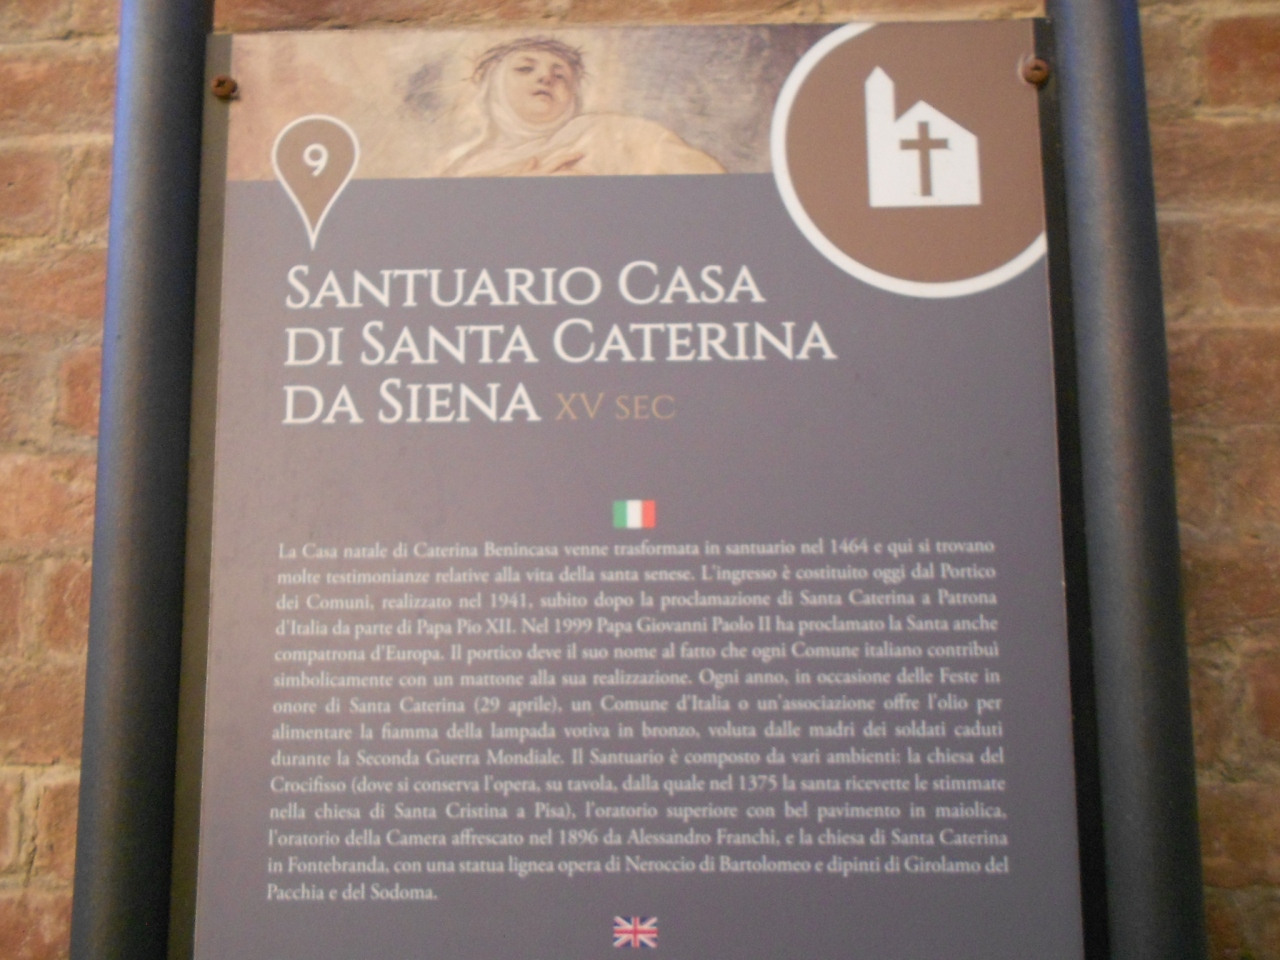 9
Santuario Casa
di Santa Caterina
da Siena XV sec
La Casa natale di Caterina Benincasa venne trasformata in santuario nel 1464 e qui si trovano
molte testimonianze relative alla vita della santa senese. L'ingresso è costituito oggi dal Portico
dei Comuni, realizzato nel 1941, subito dopo la proclamazione di Santa Caterina a Patrona
d'Italia da parte di Papa Pio XII. Nel 1999 Papa Giovanni Paolo II ha proclamato la Santa anche
compatrona d'Europa. Il portico deve il suo nome al fatto che ogni Comune italiano contribuì
simbolicamente con un mattone alla sua realizzazione. Ogni anno, in occasione delle Feste in
onore di Santa Caterina (29 aprile), un Comune d'Italia o un'associazione offre l'olio per
alimentare la fiamma della lampada votiva in bronzo, voluta dalle madri dei soldati caduti
durante la Seconda Guerra Mondiale. Il Santuario è composto da vari ambienti: la chiesa del
Crocifisso (dove si conserva l'opera, su tavola, dalla quale nel 1375 la santa ricevette le stimmate
nella chiesa di Santa Cristina a Pisa), l'oratorio superiore con bel pavimento in maiolica,
l'oratorio della Camera affrescato nel 1896 da Alessandro Franchi, e la chiesa di Santa Caterina
in Fontebranda, con una statua lignea opera di Neroccio di Bartolomeo e dipinti di Girolamo del
Pacchia e del Sodoma.